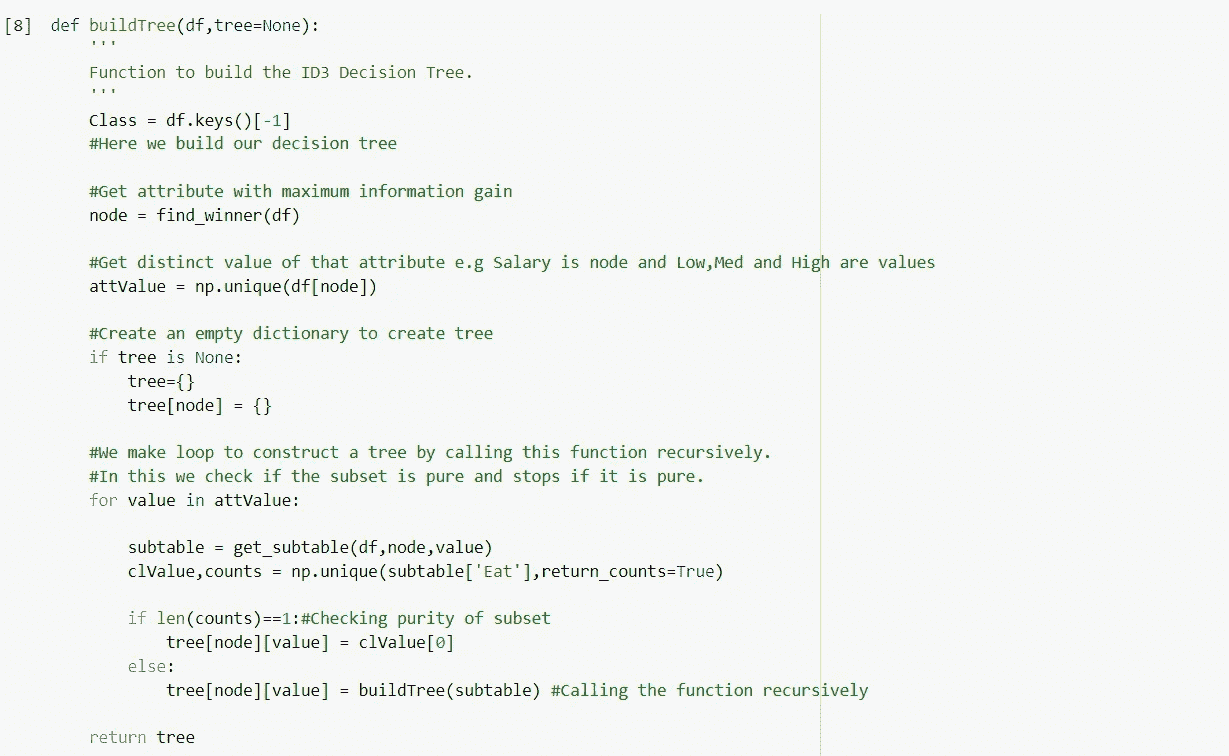 [8] def buildTree(df,tree=None):
'''
Function to build the ID3 Decision Tree.
'''
Class = df.keys()[-1]
#Here we build our decision tree
#Get attribute with maximum information gain
node = find_winner(df)
#Get distinct value of that attribute e.g Salary is node and Low,Med and High are values
attValue = np.unique(df[node])
#Create an empty dictionary to create tree
if tree is None:
tree={}
tree[node] = {}
#We make loop to construct a tree by calling this function recursively.
#In this we check if the subset is pure and stops if it is pure.
for value in attValue:
subtable = get_subtable(df,node,value)
clValue,counts = np.unique(subtable['Eat'],return_counts=True)
if len(counts)==1:#Checking purity of subset
tree[node][value] = clValue[0]
else:
tree[node][value] = buildTree(subtable) #Calling the function recursively
return tree